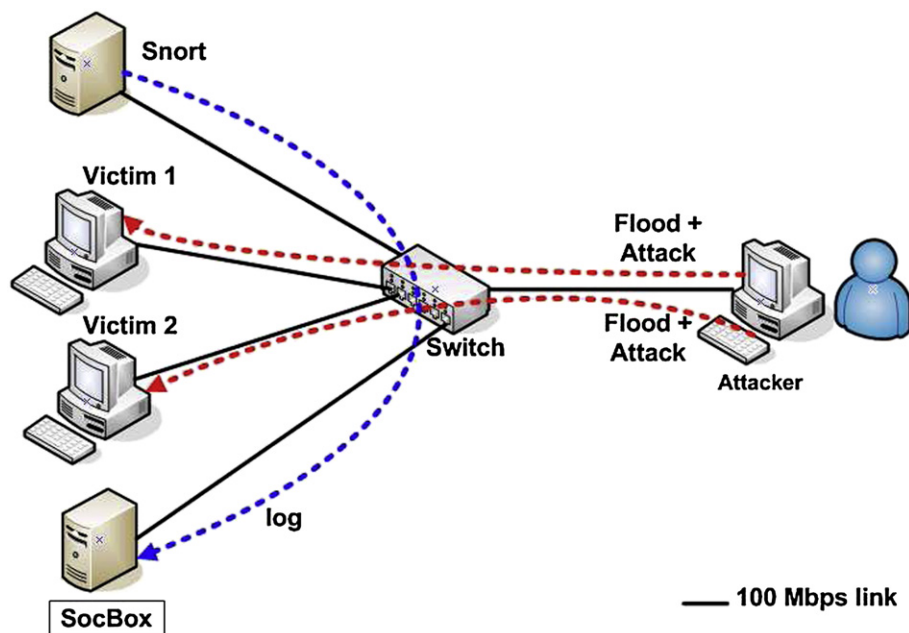 Snort
Victim 1
Flood +
Attack
Victim 2
Flood +
Attack
Switch
Attacker
log
SocBox
100 Mbps link